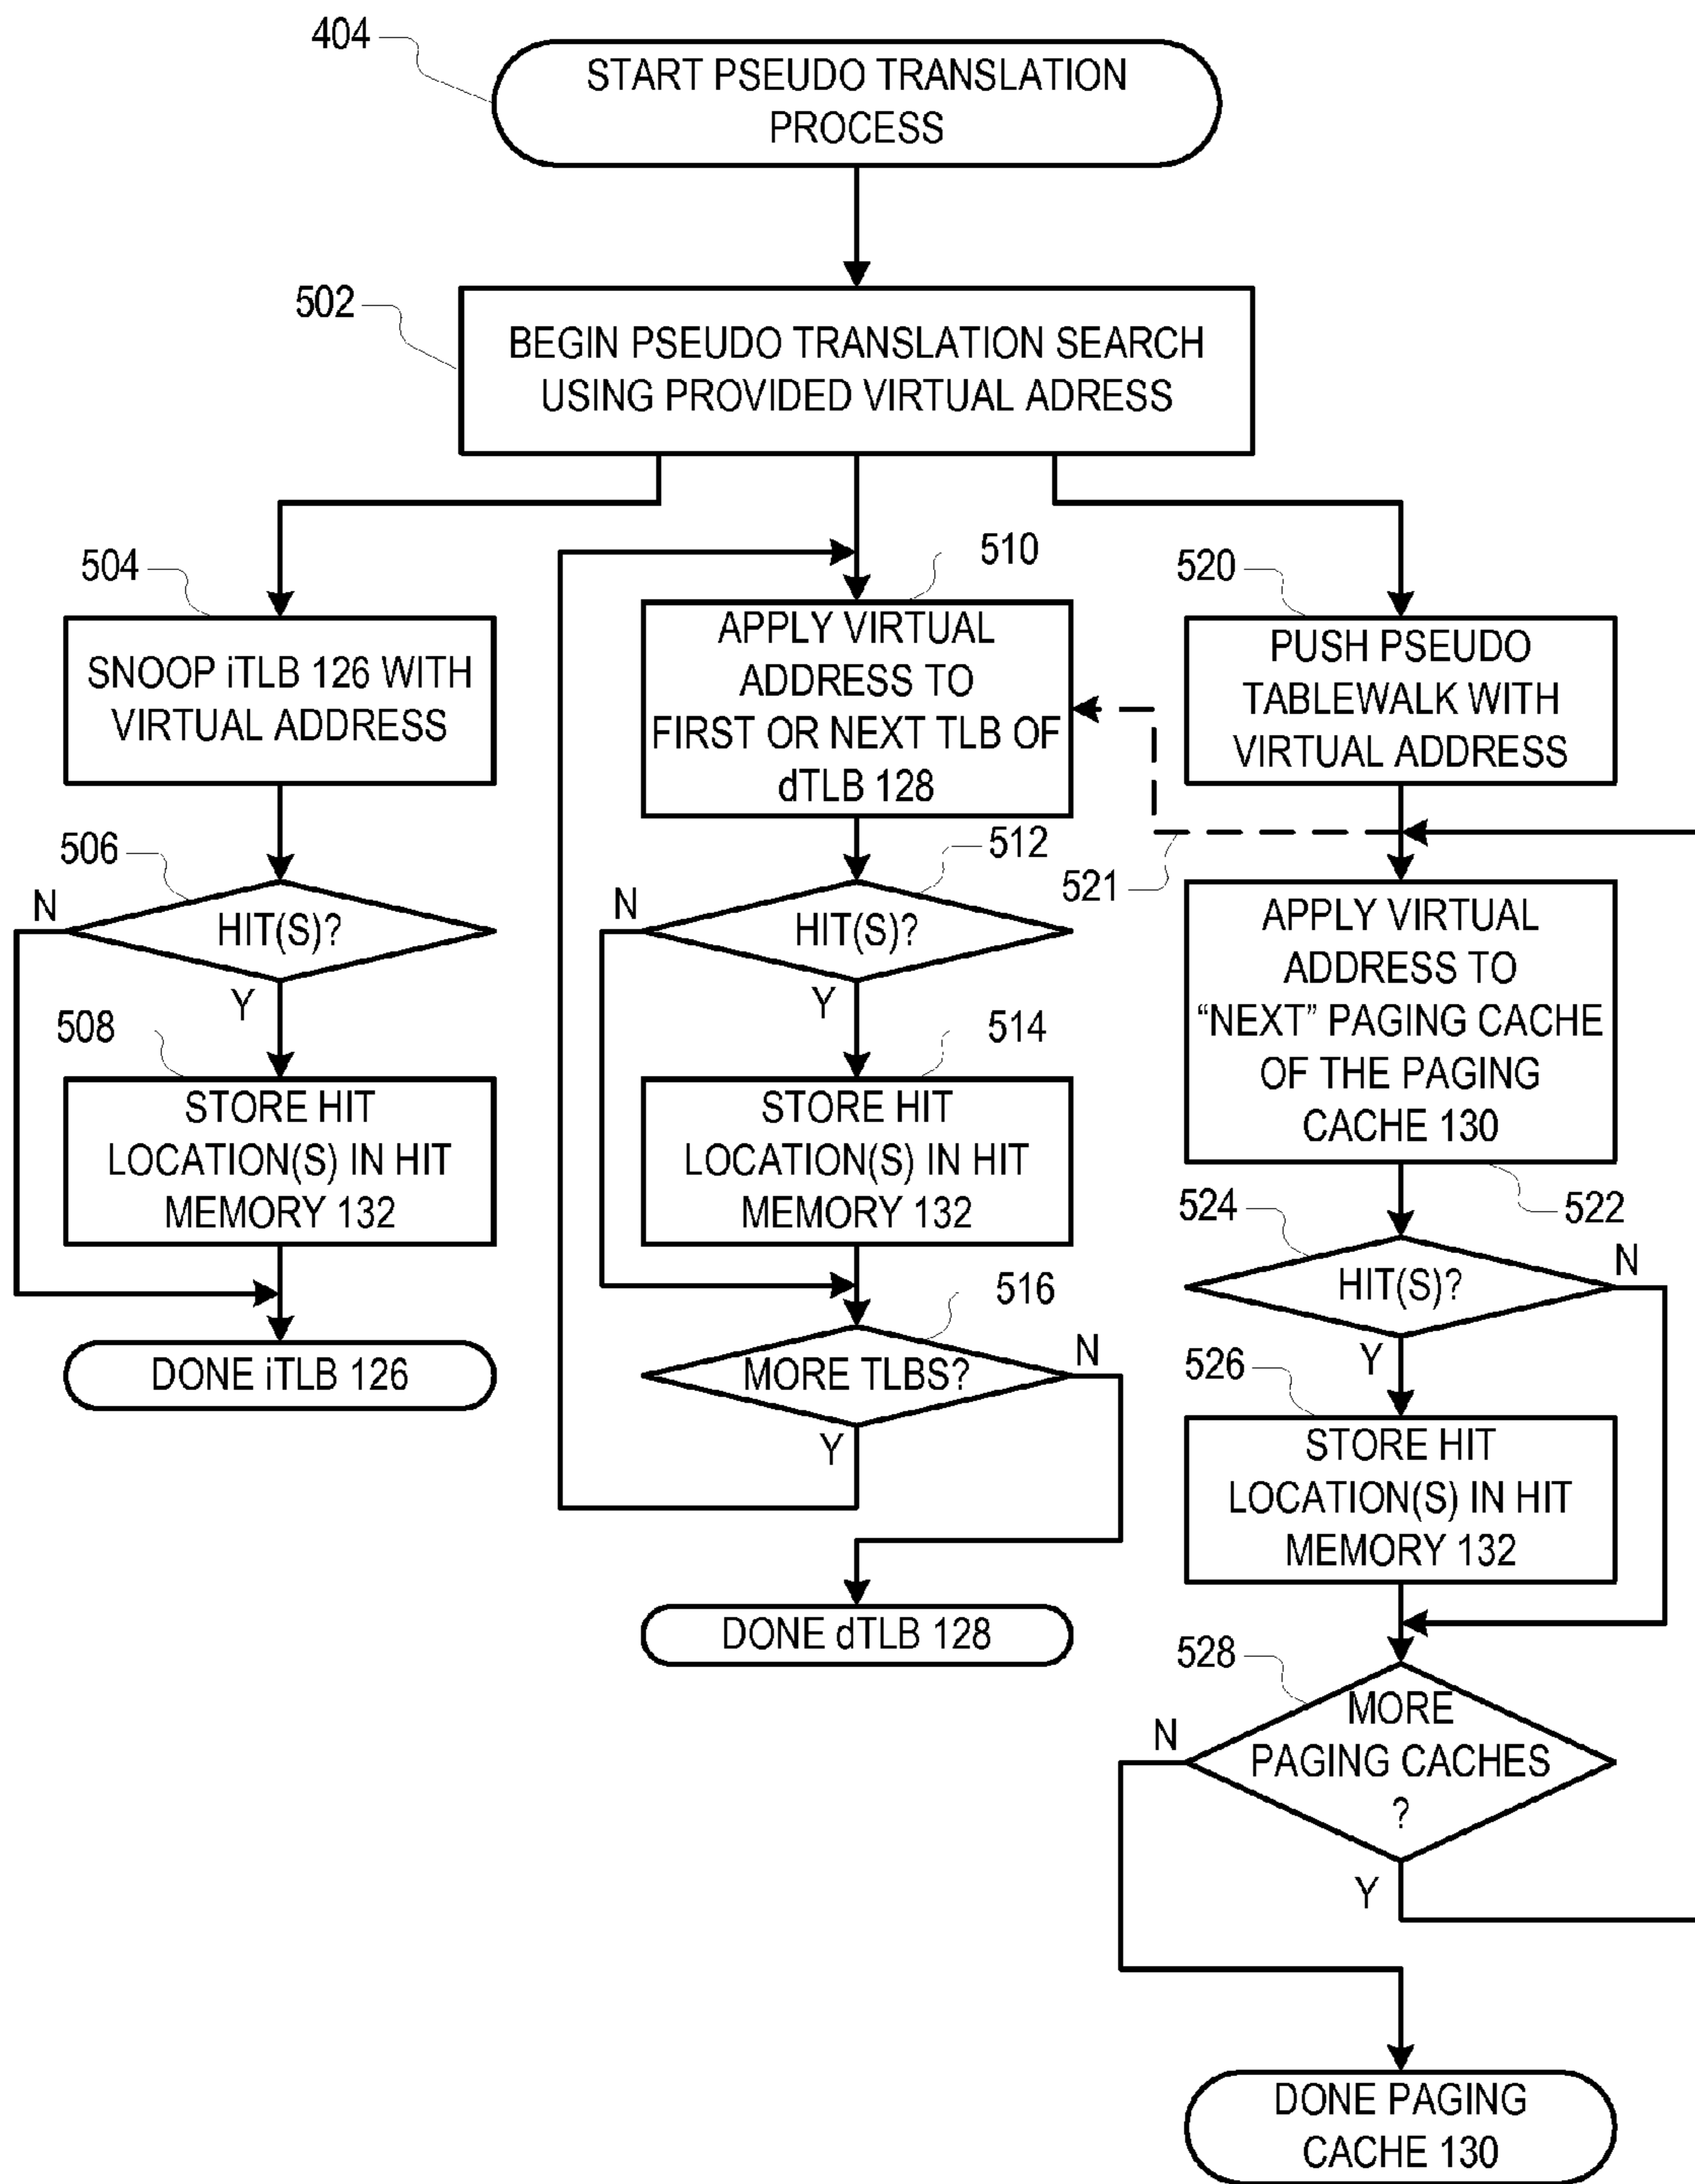 404
START PSEUDO TRANSLATION
PROCESS
502
BEGIN PSEUDO TRANSLATION SEARCH
USING PROVIDED VIRTUAL ADRESS
504
SNOOP iTLB 126 WITH
VIRTUAL ADDRESS
506
N
HIT(S)?
Y
508
STORE HIT
LOCATION(S) IN HIT
MEMORY 132
DONE iTLB 126
510
APPLY VIRTUAL
ADDRESS TO
FIRST OR NEXT TLB OF
dTLB 128
512
N
HIT(S)?
Y
514
STORE HIT
LOCATION(S) IN HIT
MEMORY 132
516
MORE TLBS?
N
Y
DONE dTLB 128
520
PUSH PSEUDO
TABLEWALK WITH
VIRTUAL ADDRESS
521
APPLY VIRTUAL
ADDRESS TO
“NEXT” PAGING CACHE
OF THE PAGING
CACHE 130
522
524
HIT(S)?
N
Y
526
STORE HIT
LOCATION(S) IN HIT
MEMORY 132
528
N
MORE
PAGING CACHES
?
Y
DONE PAGING
CACHE 130